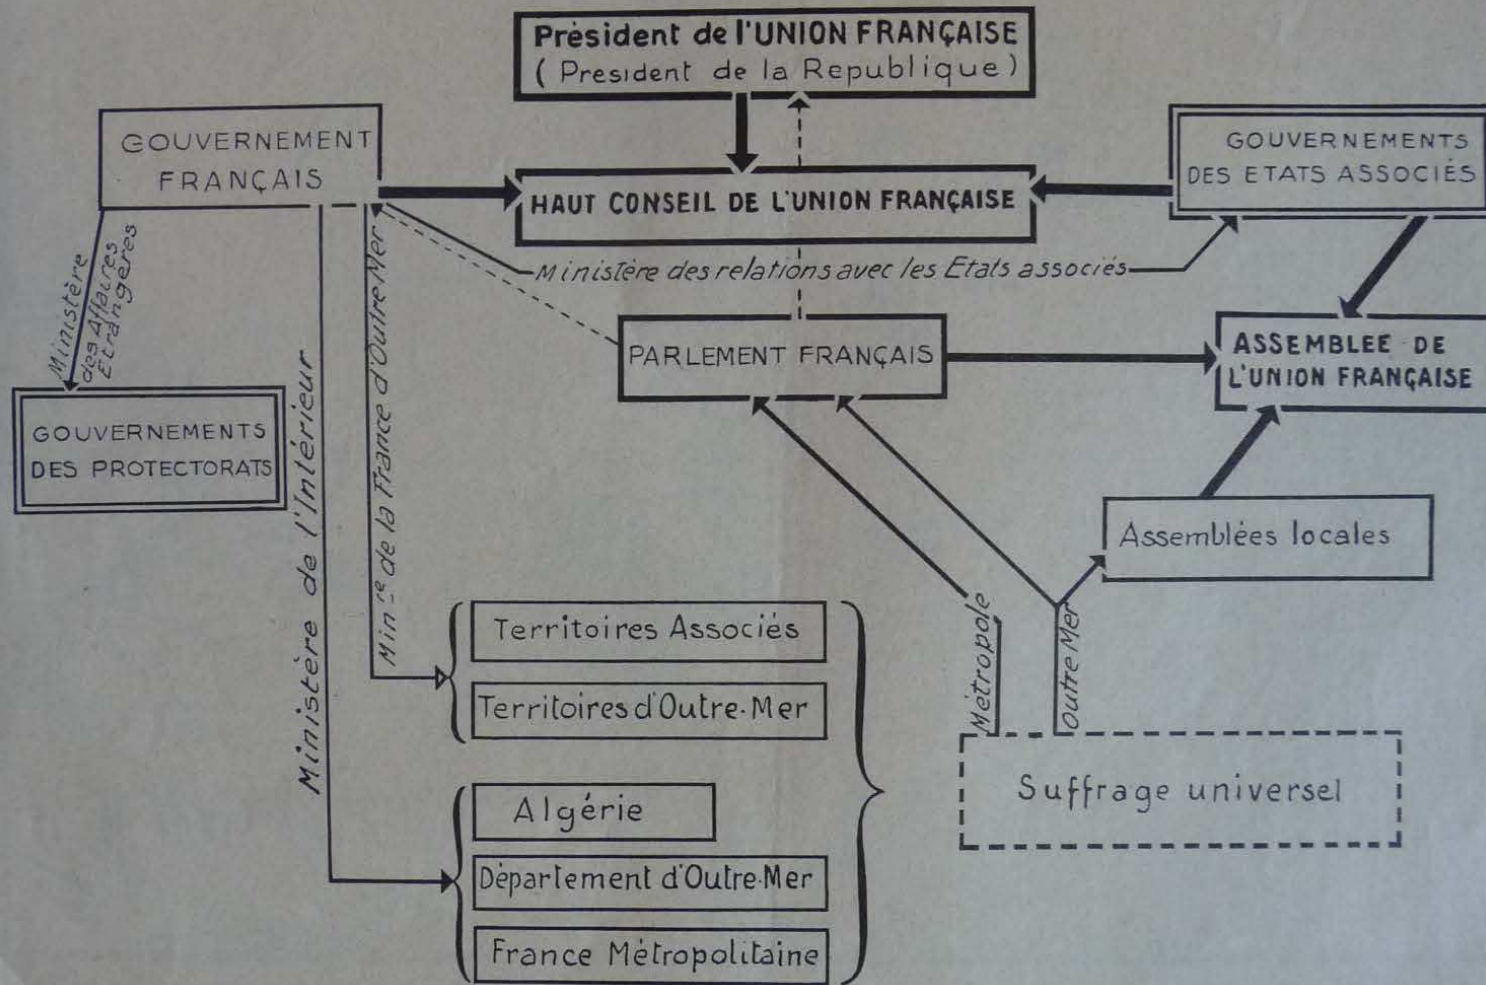 Président de l'UNION FRANÇAISE
( President de la Republique )
GOUVERNEMENT
FRANÇAIS
HAUT CONSEIL DE L'UNION FRANÇAISE
GOUVERNEMENTS
DES ETATS ASSOCIÉS
Ministère
des Affaires
Etrangères
Ministère des relations avec les Etats associés
GOUVERNEMENTS
DES PROTECTORATS
Ministère de l'Intérieur
Min-re de la France d'Outre Mer
PARLEMENT FRANÇAIS
ASSEMBLEE DE
L'UNION FRANÇAISE
Assemblées locales
Territoires Associés
Territoires d'Outre-Mer
Métropole
Outre Mer
Suffrage universel
Algérie
Département d'Outre-Mer
France Métropolitaine